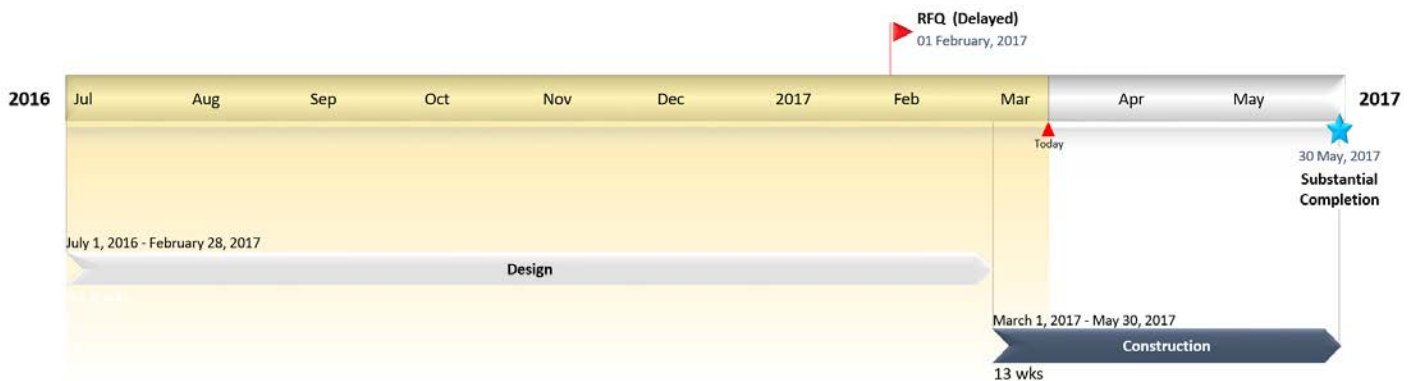 RFQ (Delayed)
01 February, 2017
2016 Jul Aug Sep Oct Nov Dec 2017 Feb Mar Apr May 2017
Today
30 May, 2017
Substantial
Completion
July 1, 2016 - February 28, 2017
Design
March 1, 2017 - May 30, 2017
Construction
13 wks